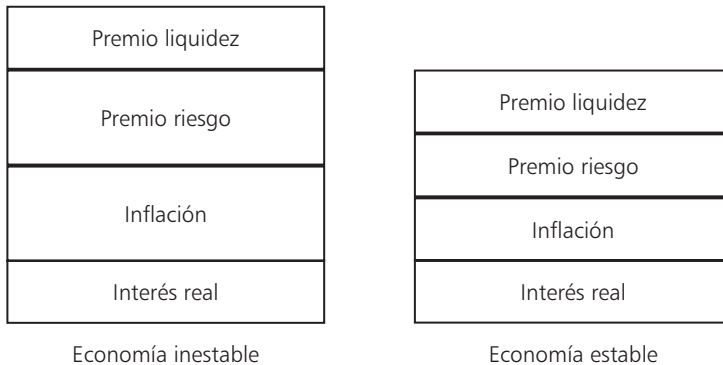 Premio liquidez
Premio riesgo
Inflación
Interés real
Economía inestable
Premio liquidez
Premio riesgo
Inflación
Interés real
Economía estable